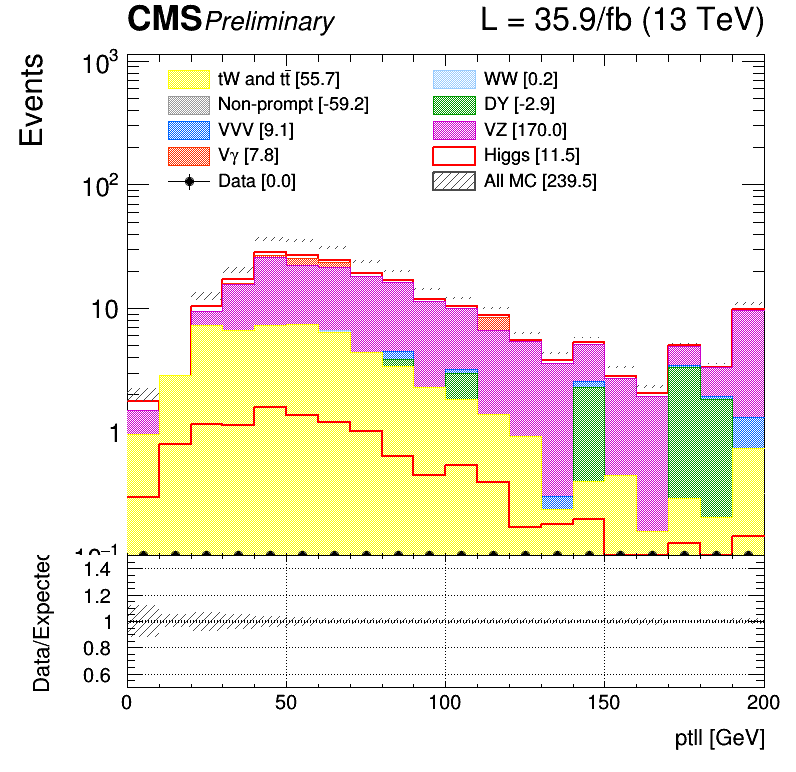 CMS Preliminary L = 35.9/fb (13 TeV)
Events
10³
10²
10
1
10⁻¹
tW and tt̄ [55.7]
WW [0.2]
Non-prompt [-59.2]
DY [-2.9]
VVV [9.1]
VZ [170.0]
Vγ [7.8]
Higgs [11.5]
Data [0.0]
All MC [239.5]
Data/Expected
1.4
1.2
1
0.8
0.6
0 50 100 150 200
ptll [GeV]